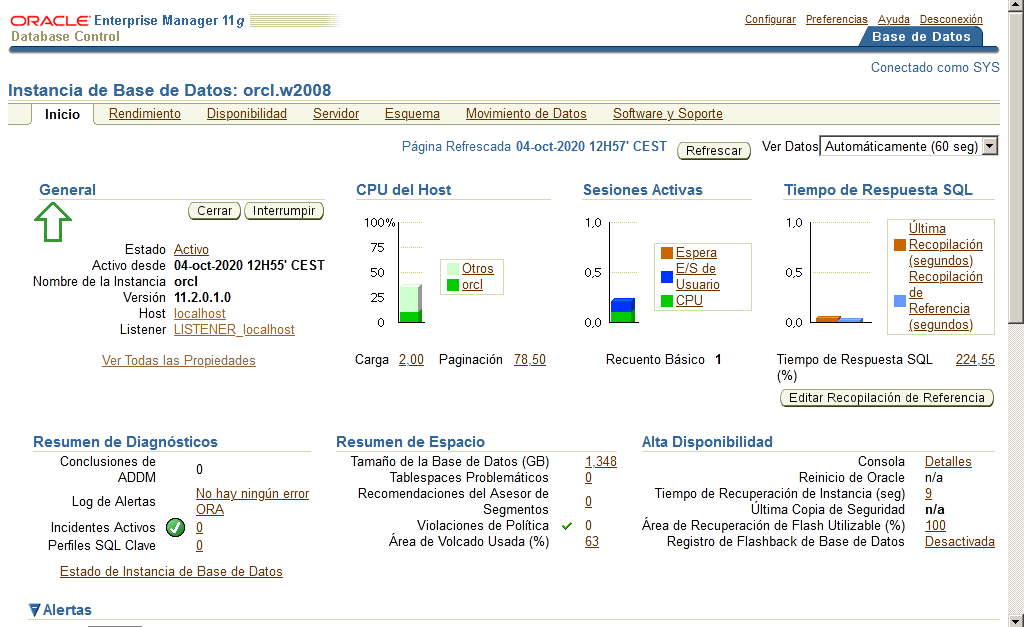 ORACLE Enterprise Manager 11g
Database Control
Configurar Preferencias Ayuda Desconexión
Base de Datos
Conectado como SYS
Instancia de Base de Datos: orcl.w2008
Inicio Rendimiento Disponibilidad Servidor Esquema Movimiento de Datos Software y Soporte
Página Refrescada 04-oct-2020 12H57' CEST Refrescar Ver Datos Automáticamente (60 seg)
General
Cerrar Interrumpir
Estado Activo
Activo desde 04-oct-2020 12H55' CEST
Nombre de la Instancia orcl
Versión 11.2.0.1.0
Host localhost
Listener LISTENER_localhost
Ver Todas las Propiedades
CPU del Host
100%
75
50
25
0
Otros
orcl
Carga 2,00 Paginación 78,50
Sesiones Activas
1,0
0,5
0,0
Espera
E/S de
Usuario
CPU
Recuento Básico 1
Tiempo de Respuesta SQL
1,0
0,5
0,0
Última
Recopilación
(segundos)
Recopilación
de
Referencia
(segundos)
Tiempo de Respuesta SQL 224,55
(%)
Editar Recopilación de Referencia
Resumen de Diagnósticos
Conclusiones de
ADDM 0
Log de Alertas No hay ningún error
ORA
Incidentes Activos 0
Perfiles SQL Clave 0
Estado de Instancia de Base de Datos
Resumen de Espacio
Tamaño de la Base de Datos (GB) 1,348
Tablespaces Problemáticos 0
Recomendaciones del Asesor de
Segmentos 0
Violaciones de Política 0
Área de Volcado Usada (%) 63
Alta Disponibilidad
Consola Detalles
Reinicio de Oracle n/a
Tiempo de Recuperación de Instancia (seg) 9
Última Copia de Seguridad n/a
Área de Recuperación de Flash Utilizable (%) 100
Registro de Flashback de Base de Datos Desactivada
Alertas